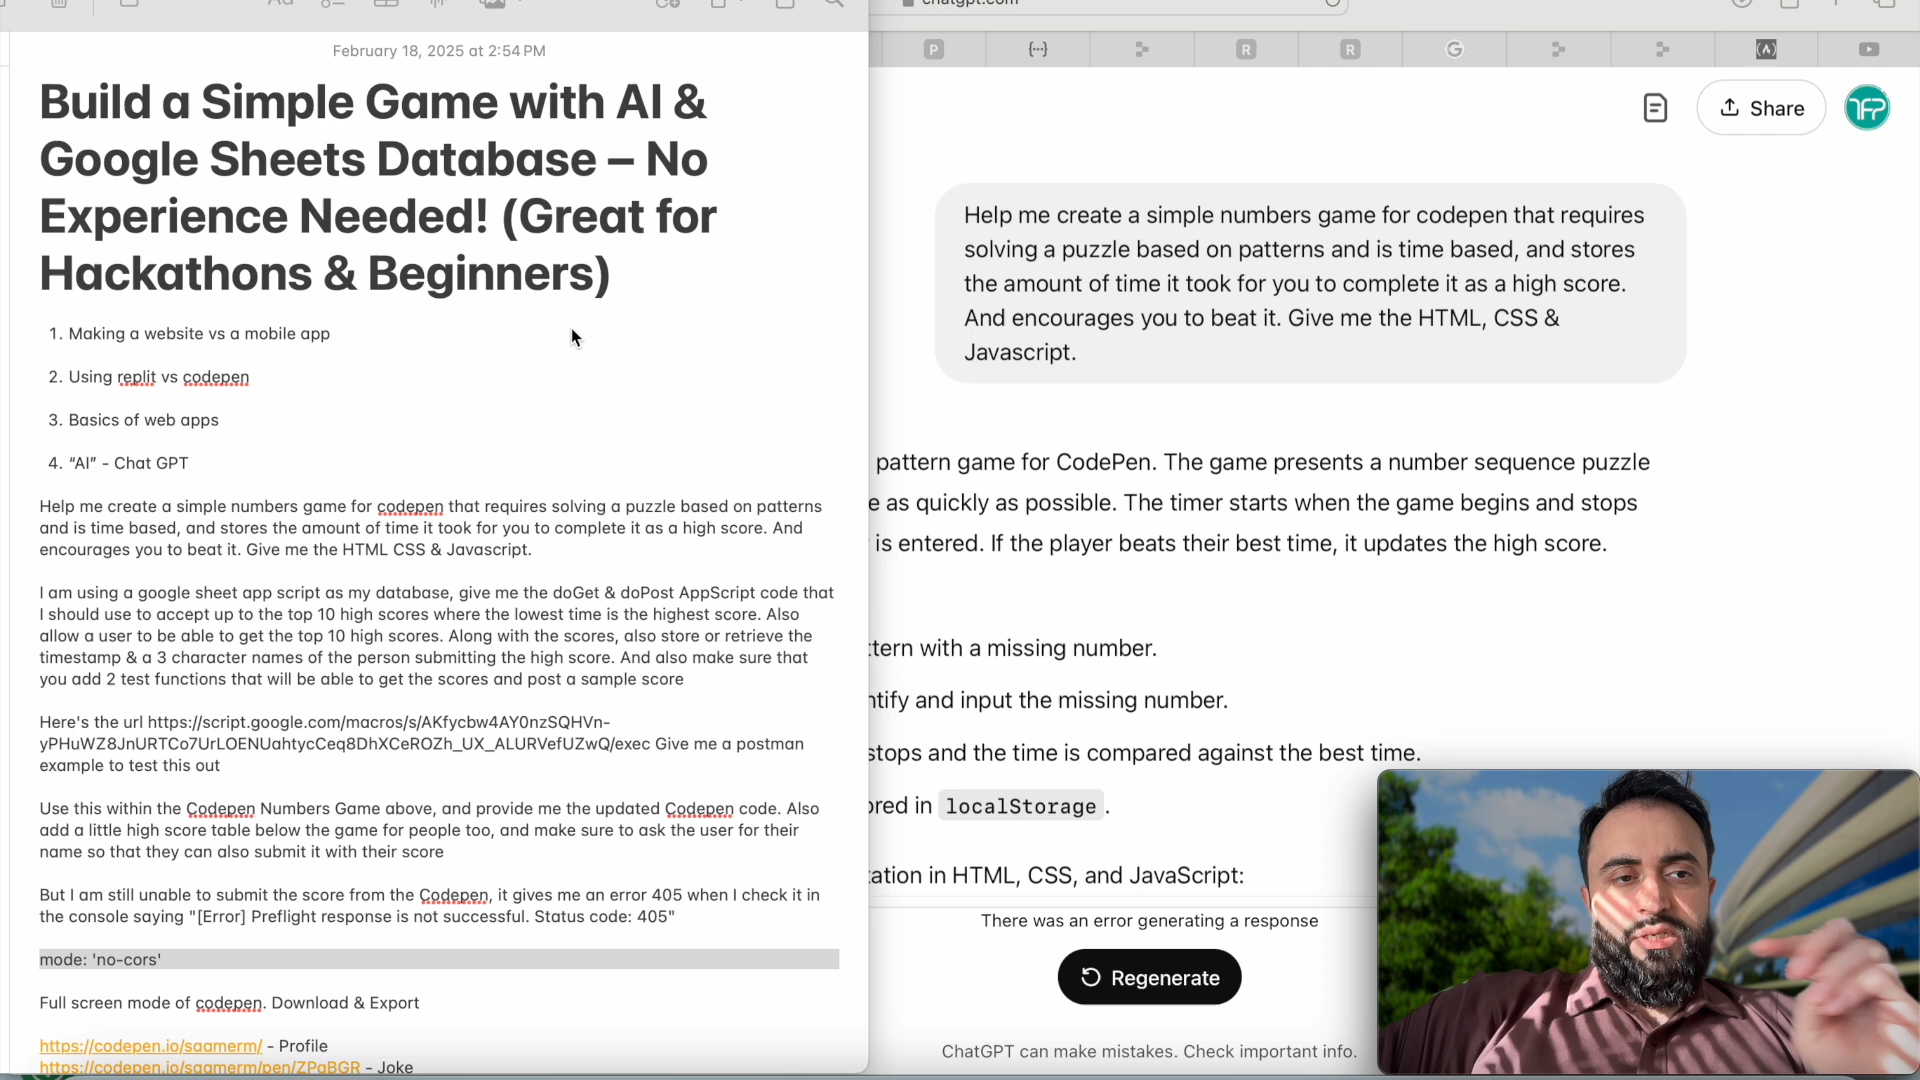 chatgpt.com
February 18, 2025 at 2:54 PM
Build a Simple Game with AI &
Google Sheets Database – No
Experience Needed! (Great for
Hackathons & Beginners)
1. Making a website vs a mobile app
2. Using replit vs codepen
3. Basics of web apps
4. “AI” - Chat GPT
Help me create a simple numbers game for codepen that requires solving a puzzle based on patterns
and is time based, and stores the amount of time it took for you to complete it as a high score. And
encourages you to beat it. Give me the HTML CSS & Javascript.
I am using a google sheet app script as my database, give me the doGet & doPost AppScript code that
I should use to accept up to the top 10 high scores where the lowest time is the highest score. Also
allow a user to be able to get the top 10 high scores. Along with the scores, also store or retrieve the
timestamp & a 3 character names of the person submitting the high score. And also make sure that
you add 2 test functions that will be able to get the scores and post a sample score
Here's the url https://script.google.com/macros/s/AKfycbw4AY0nzSQHVn-
yPHuWZ8JnURTCo7UrLOENUahtycCeq8DhXCeROZh_UX_ALURVefUZwQ/exec Give me a postman
example to test this out
Use this within the Codepen Numbers Game above, and provide me the updated Codepen code. Also
add a little high score table below the game for people too, and make sure to ask the user for their
name so that they can also submit it with their score
But I am still unable to submit the score from the Codepen, it gives me an error 405 when I check it in
the console saying "[Error] Preflight response is not successful. Status code: 405"
mode: 'no-cors'
Full screen mode of codepen. Download & Export
https://codepen.io/saamerm/ - Profile
https://codepen.io/saamerm/pen/ZPaBGR - Joke
P
{···}
R
R
G
Share
TFP
Help me create a simple numbers game for codepen that requires
solving a puzzle based on patterns and is time based, and stores
the amount of time it took for you to complete it as a high score.
And encourages you to beat it. Give me the HTML, CSS &
Javascript.
pattern game for CodePen. The game presents a number sequence puzzle
e as quickly as possible. The timer starts when the game begins and stops
is entered. If the player beats their best time, it updates the high score.
tern with a missing number.
ntify and input the missing number.
stops and the time is compared against the best time.
ored in localStorage.
tation in HTML, CSS, and JavaScript:
There was an error generating a response
Regenerate
ChatGPT can make mistakes. Check important info.